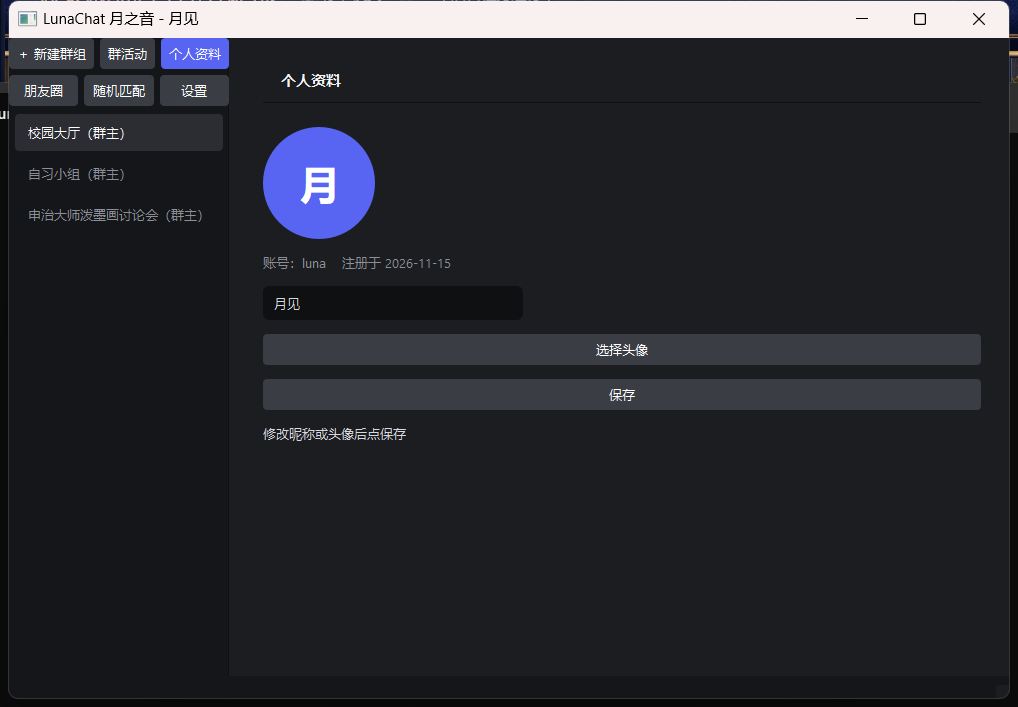 LunaChat 月之音 - 月见
+ 新建群组 群活动 个人资料
朋友圈 随机匹配 设置
校园大厅（群主）
自习小组（群主）
申治大师泼墨画讨论会（群主）
个人资料
月
账号：luna 注册于 2026-11-15
月见
选择头像
保存
修改昵称或头像后点保存